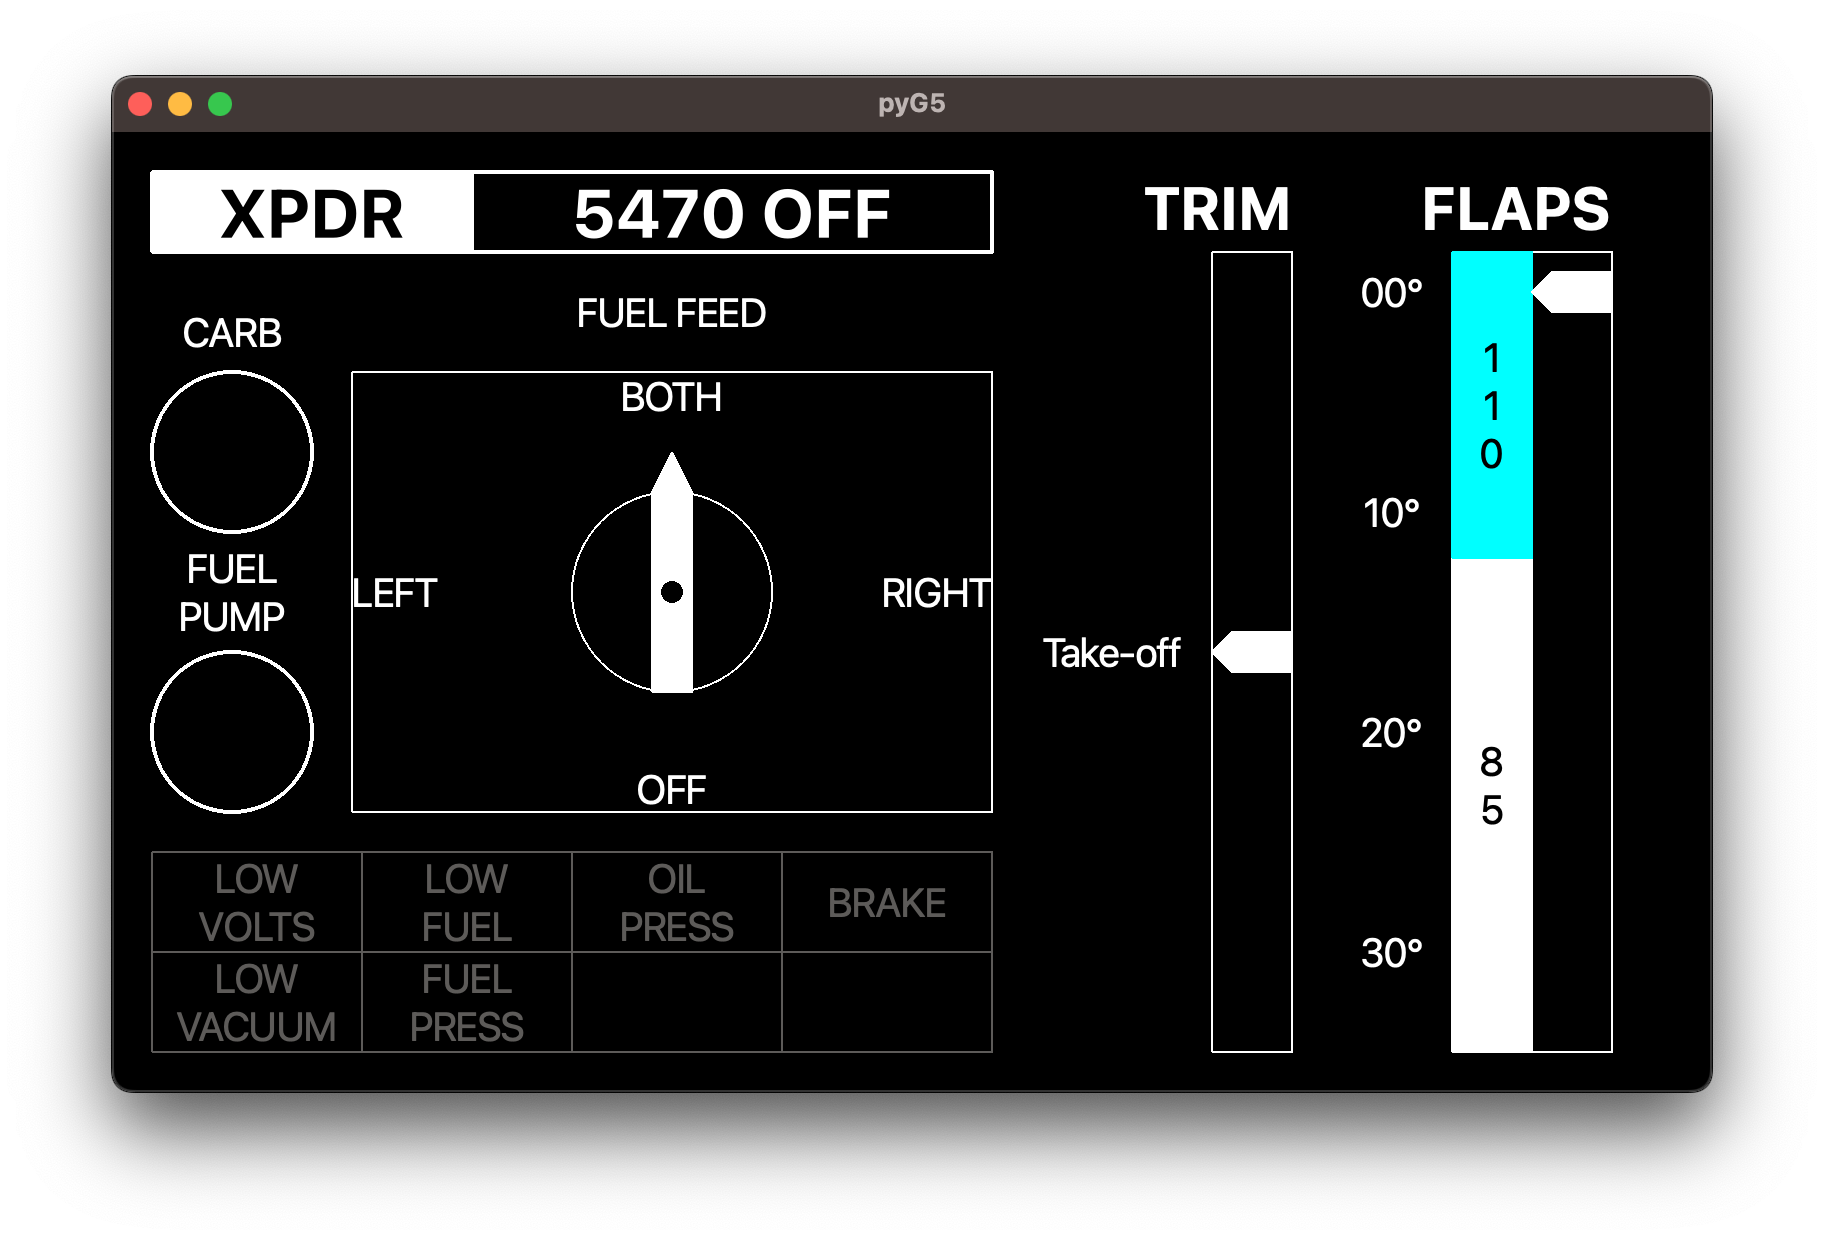 pyG5
XPDR
5470 OFF
TRIM
FLAPS
CARB
FUEL
PUMP
FUEL FEED
BOTH
LEFT
RIGHT
OFF
Take-off
00°
10°
20°
30°
1
1
0
8
5
LOW
VOLTS
LOW
FUEL
OIL
PRESS
BRAKE
LOW
VACUUM
FUEL
PRESS